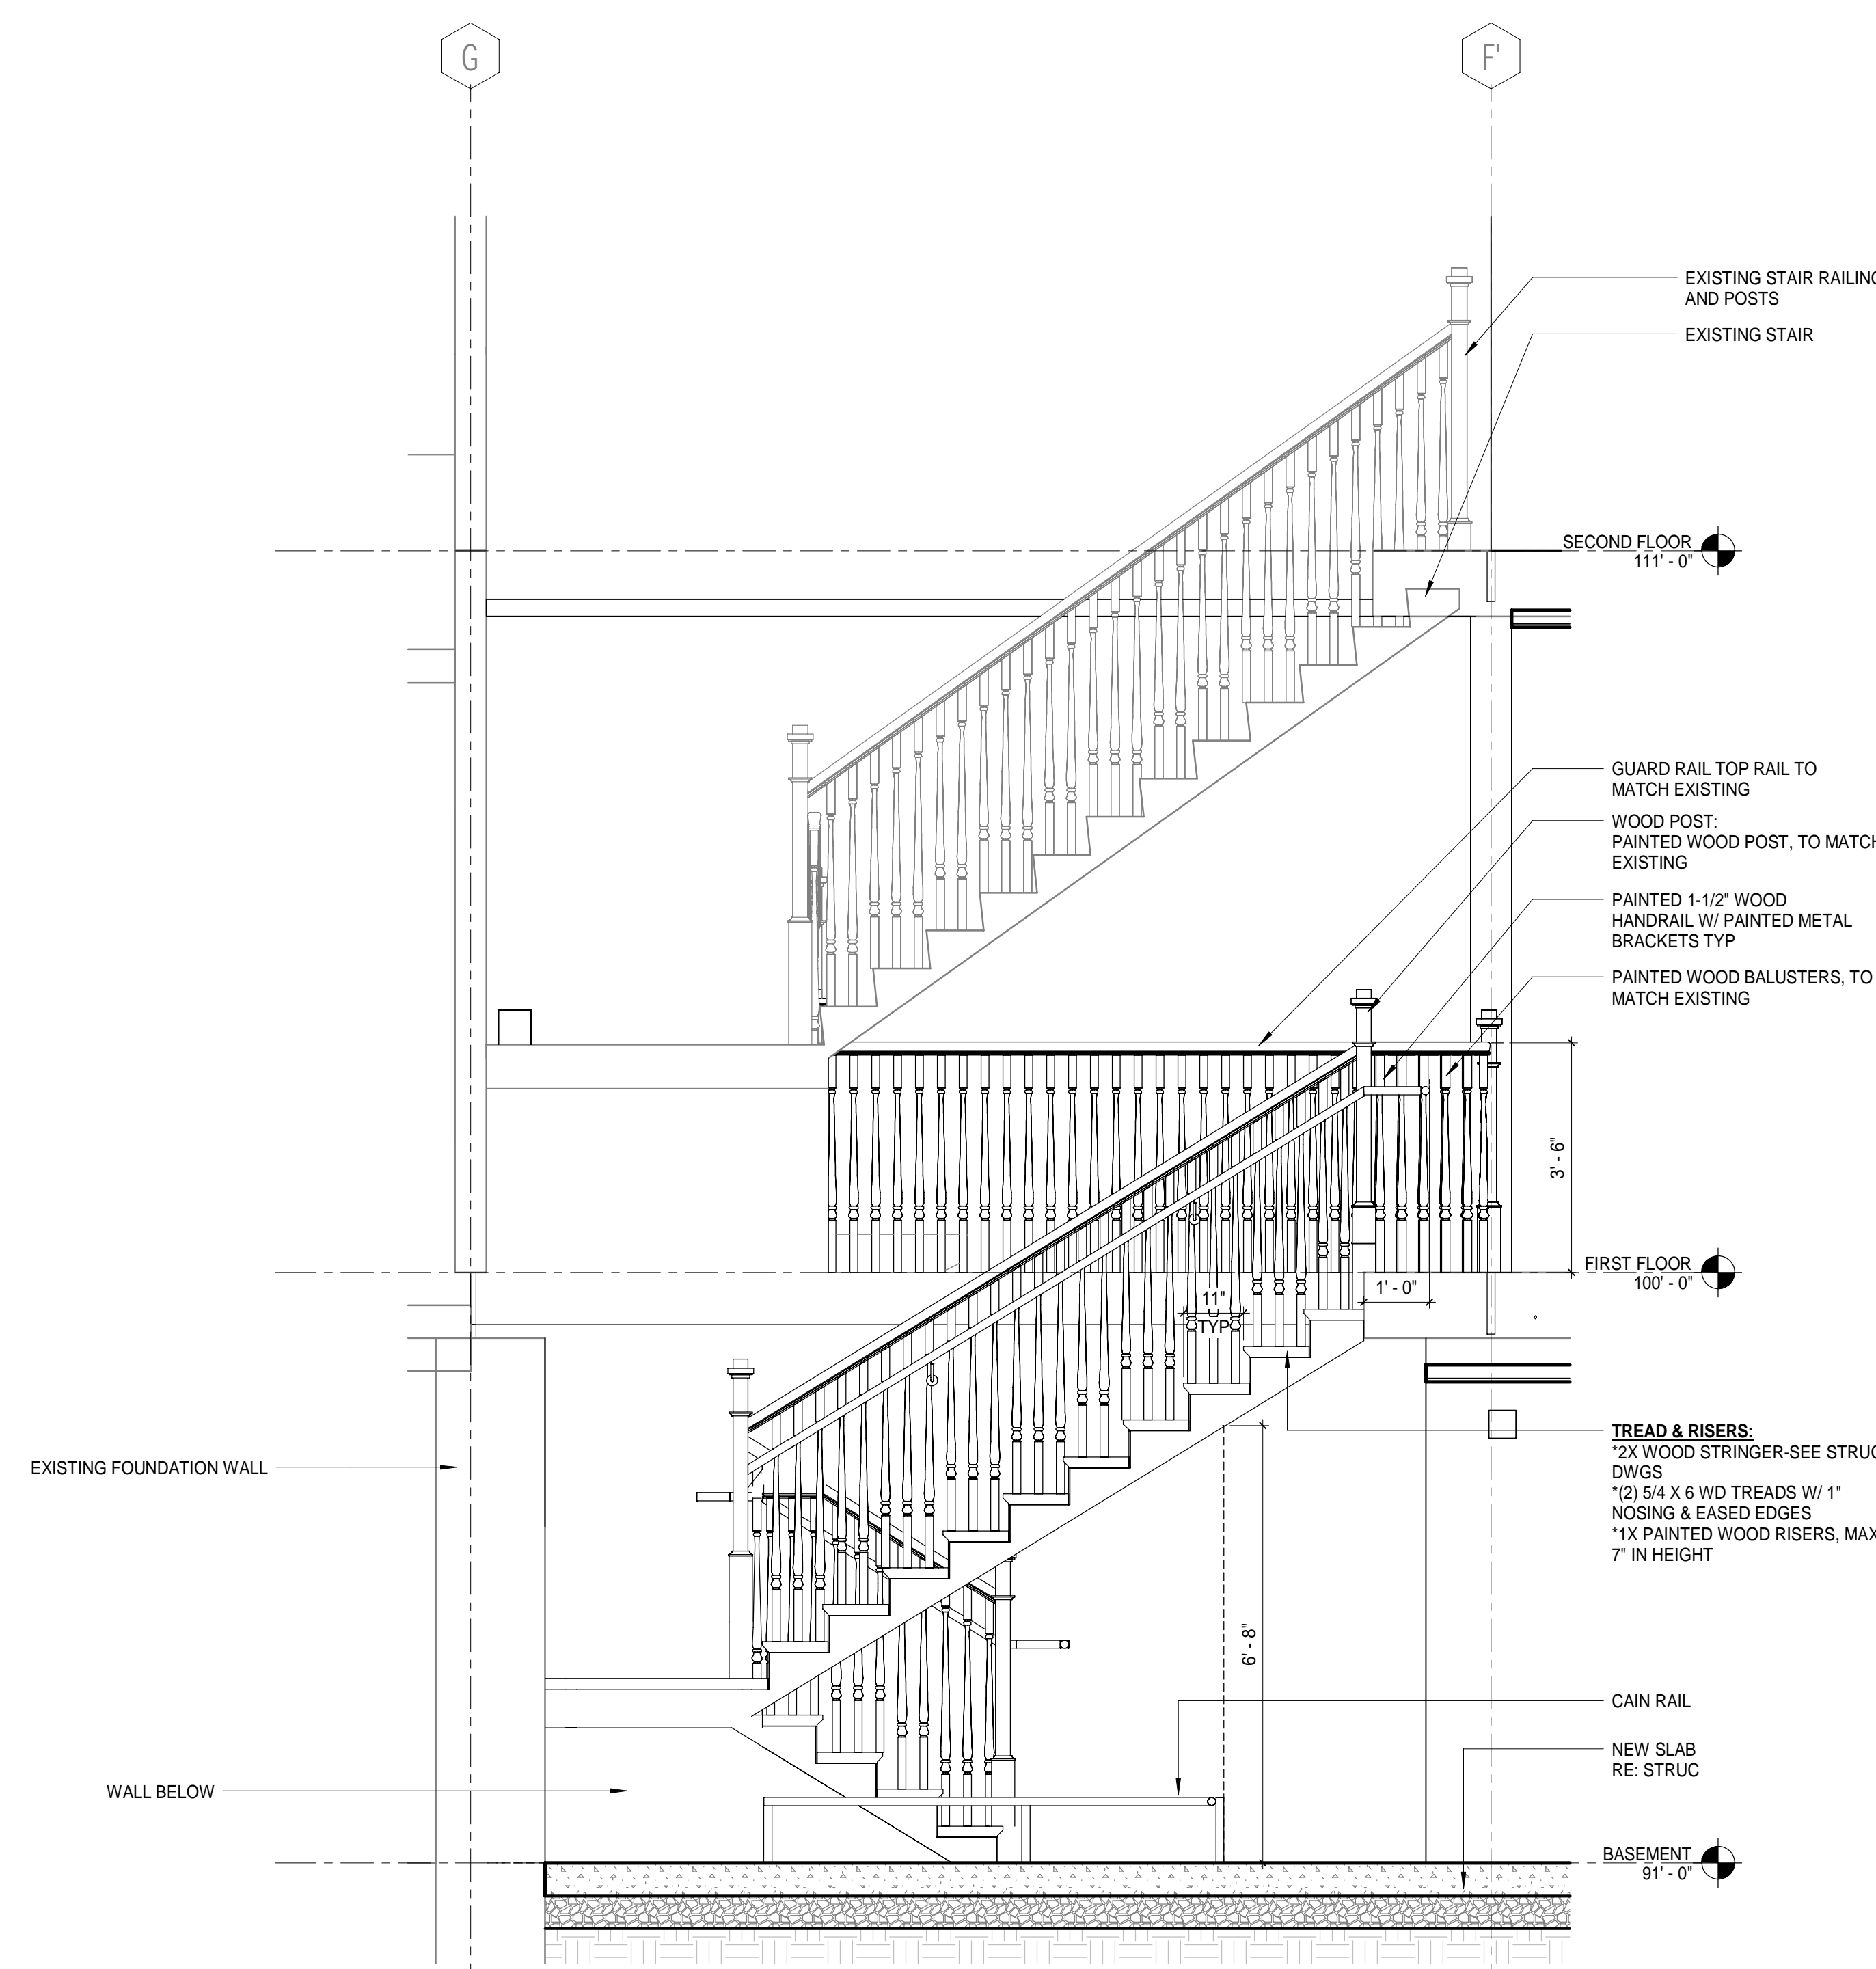 G
F'
EXISTING STAIR RAILING
AND POSTS
EXISTING STAIR
SECOND FLOOR
111' - 0"
GUARD RAIL TOP RAIL TO
MATCH EXISTING
WOOD POST:
PAINTED WOOD POST, TO MATCH
EXISTING
PAINTED 1-1/2" WOOD
HANDRAIL W/ PAINTED METAL
BRACKETS TYP
PAINTED WOOD BALUSTERS, TO
MATCH EXISTING
3' - 6"
FIRST FLOOR
100' - 0"
1' - 0"
11"
TYP
TREAD & RISERS:
*2X WOOD STRINGER-SEE STRUC
DWGS
*(2) 5/4 X 6 WD TREADS W/ 1"
NOSING & EASED EDGES
*1X PAINTED WOOD RISERS, MAX
7" IN HEIGHT
EXISTING FOUNDATION WALL
6' - 8"
CAIN RAIL
NEW SLAB
RE: STRUC
WALL BELOW
BASEMENT
91' - 0"